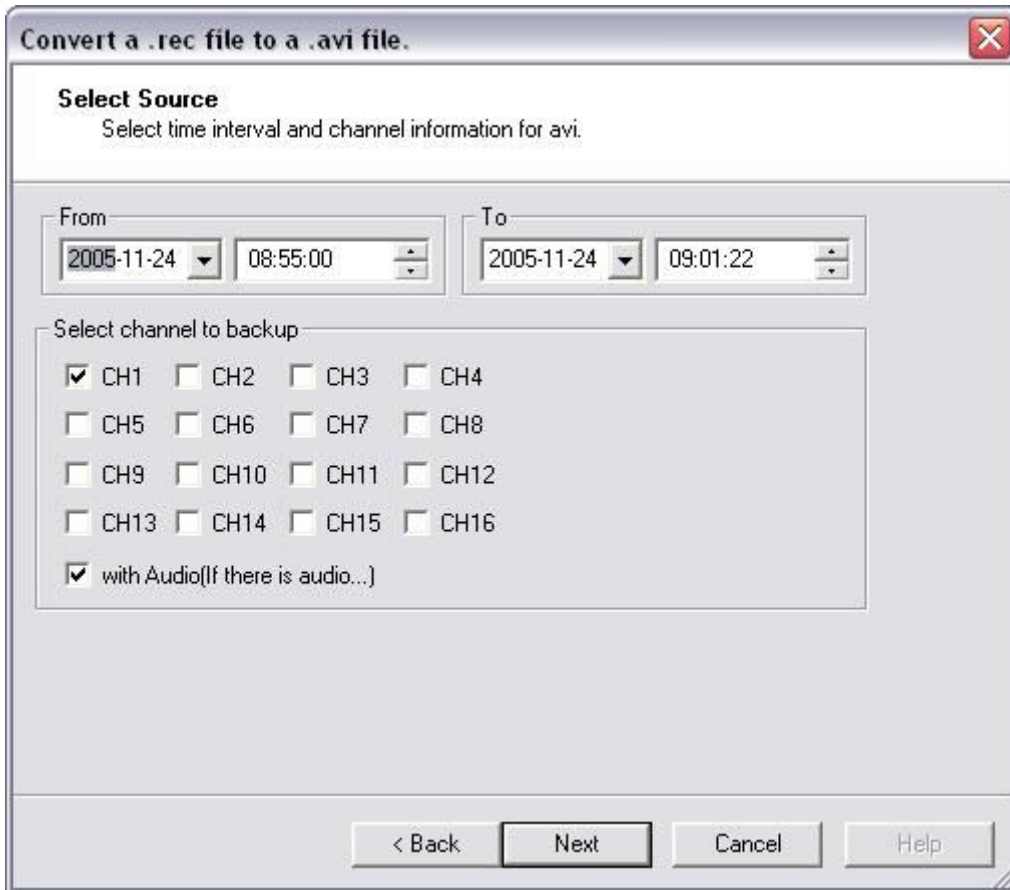 Convert a .rec file to a .avi file.
Select Source
Select time interval and channel information for avi.
From
2005-11-24 08:55:00
To
2005-11-24 09:01:22
Select channel to backup
CH1 CH2 CH3 CH4
CH5 CH6 CH7 CH8
CH9 CH10 CH11 CH12
CH13 CH14 CH15 CH16
with Audio(If there is audio...)
< Back Next Cancel Help